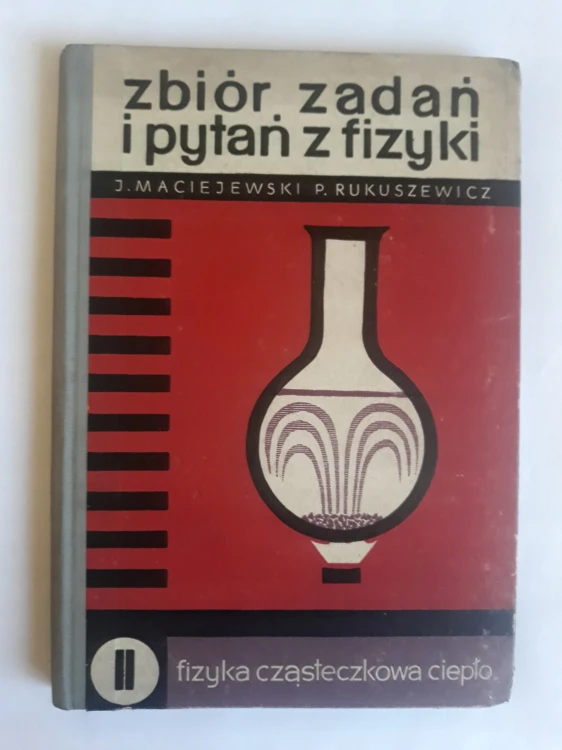 zbiór zadań
i pytań z fizyki
J. MACIEJEWSKI P. RUKUSZEWICZ
II fizyka cząsteczkowa ciepło